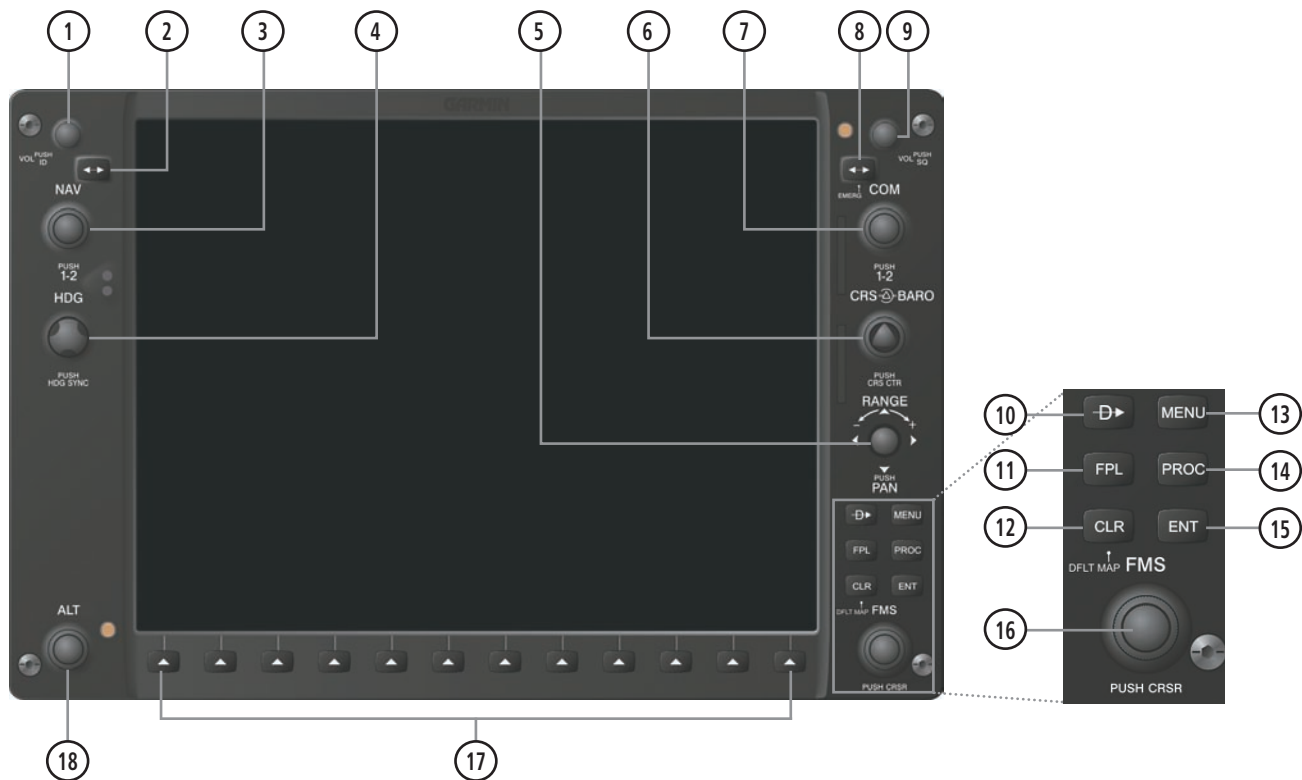 1 2 3 4 5 6 7 8 9
GARMIN
VOL PUSH ID
VOL PUSH SQ
NAV
EMERG COM
PUSH
1-2
PUSH
1-2
HDG
CRS BARO
PUSH
HDG SYNC
PUSH
CRS CTR
RANGE
- +
PUSH
PAN
D MENU
FPL PROC
CLR ENT
DFLT MAP FMS
PUSH CRSR
ALT
10 D MENU 13
11 FPL PROC 14
12 CLR ENT 15
DFLT MAP FMS
16
PUSH CRSR
18 17